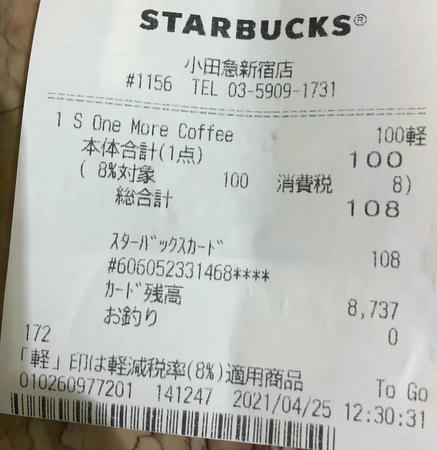 STARBUCKS®
小田急新宿店
#1156 TEL 03-5909-1731
1 S One More Coffee 100軽
本体合計(1点) 100
( 8%対象 100 消費税 8)
総合計 108
ｽﾀｰﾊﾞｯｸｽｶｰﾄﾞ 108
#606052331468****
ｶｰﾄﾞ残高 8,737
お釣り 0
172
「軽」印は軽減税率(8%)適用商品
To Go
010260977201 141247 2021/04/25 12:30:31